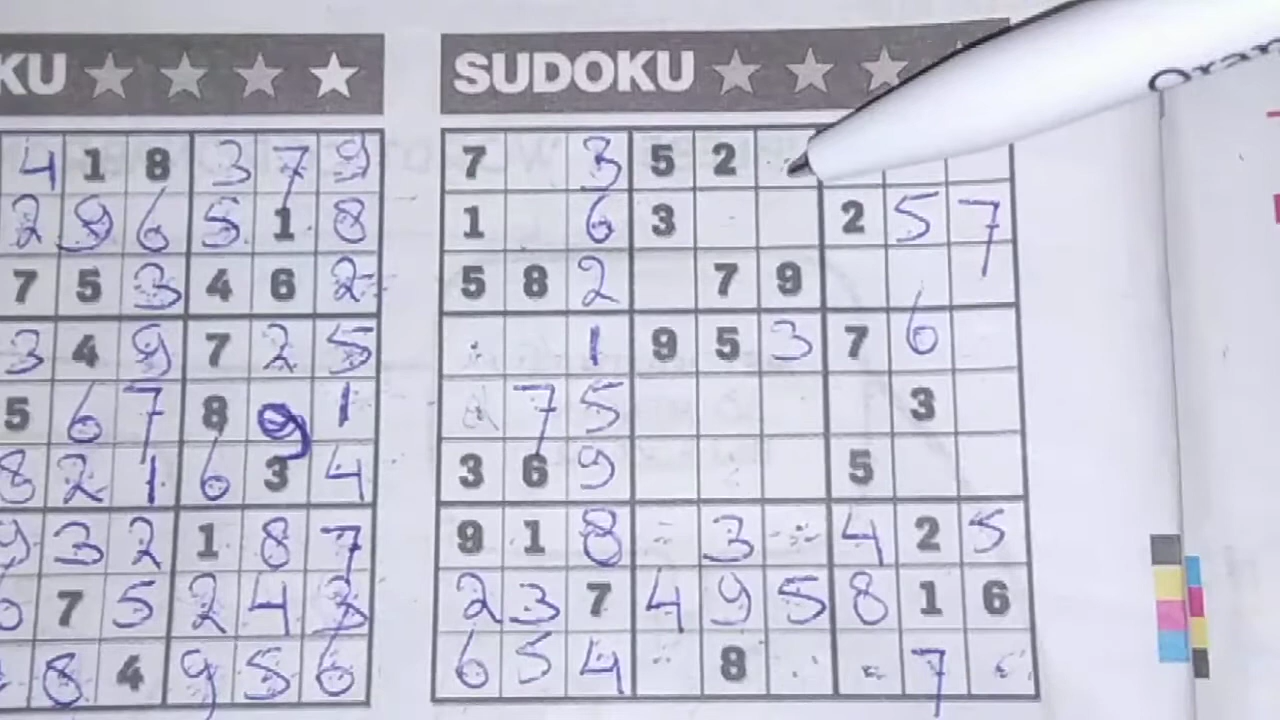 KU ★ ★ ★ ★
SUDOKU ★ ★ ★
Oran
4 1 8 3 7 9
2 9 6 5 1 8
7 5 3 4 6 2
3 4 9 7 2 5
5 6 7 8 9 1
8 2 1 6 3 4
9 3 2 1 8 7
7 5 2 4 3
8 4 9 5 6
7 3 5 2
1 6 3 2 5 7
5 8 2 7 9
1 9 5 3 7 6
7 5 3
3 6 9 5
9 1 8 3 4 2 5
2 3 7 4 9 5 8 1 6
6 5 4 8 7